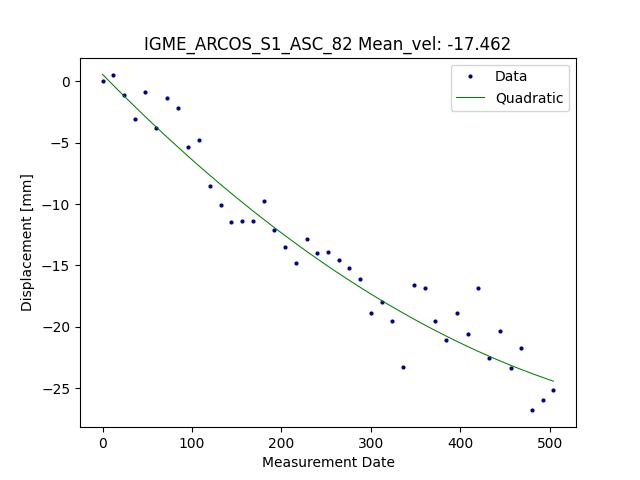 IGME_ARCOS_S1_ASC_82 Mean_vel: -17.462
Data
Quadratic
Displacement [mm]
0
−5
−10
−15
−20
−25
0 100 200 300 400 500
Measurement Date